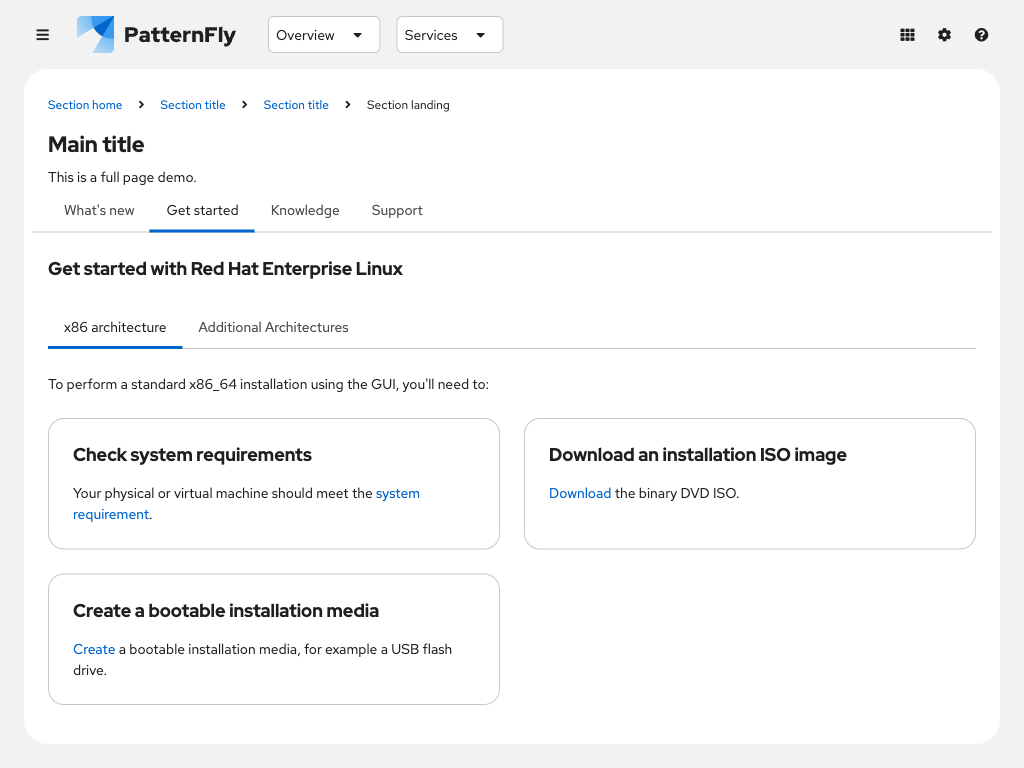 PatternFly
Overview
Services
Section home
Section title
Section title
Section landing
Main title
This is a full page demo.
What's new
Get started
Knowledge
Support
Get started with Red Hat Enterprise Linux
x86 architecture
Additional Architectures
To perform a standard x86_64 installation using the GUI, you'll need to:
Check system requirements
Your physical or virtual machine should meet the system
requirement.
Download an installation ISO image
Download the binary DVD ISO.
Create a bootable installation media
Create a bootable installation media, for example a USB flash
drive.